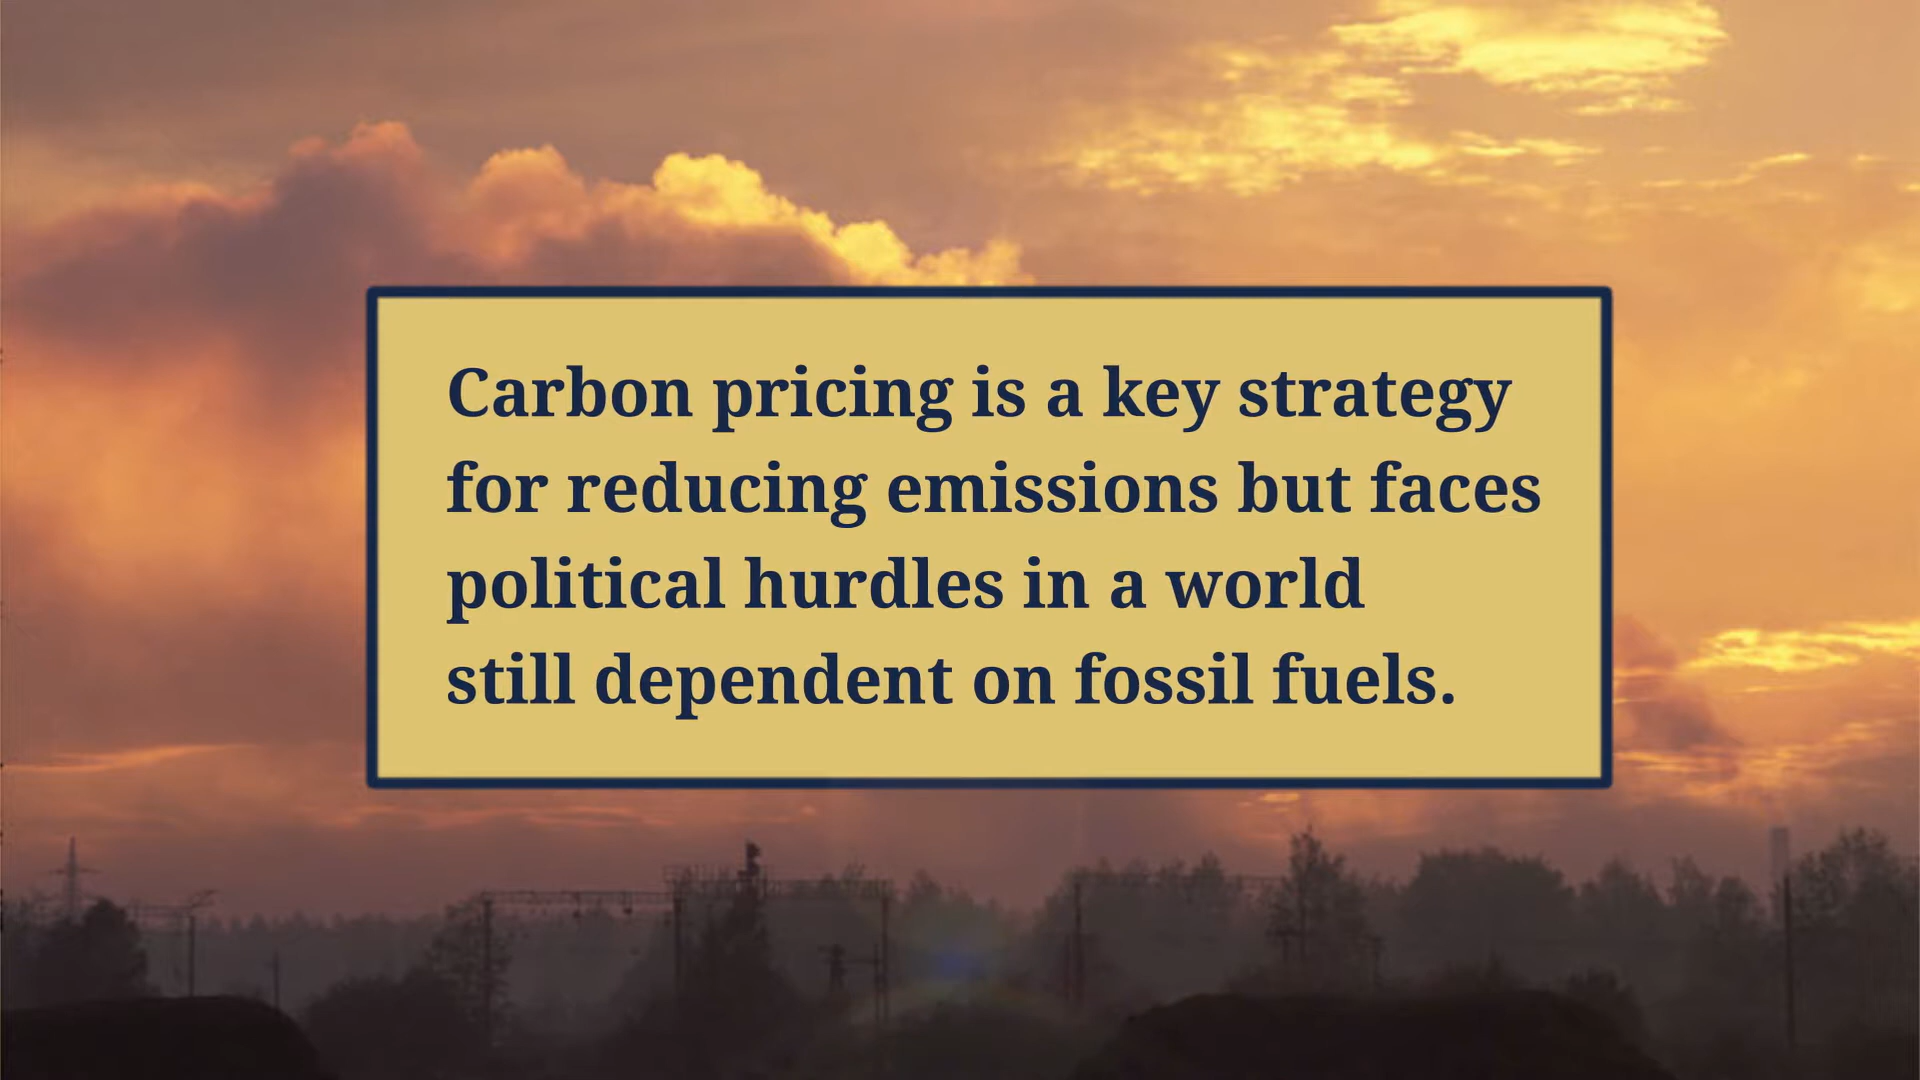 Carbon pricing is a key strategy
for reducing emissions but faces
political hurdles in a world
still dependent on fossil fuels.